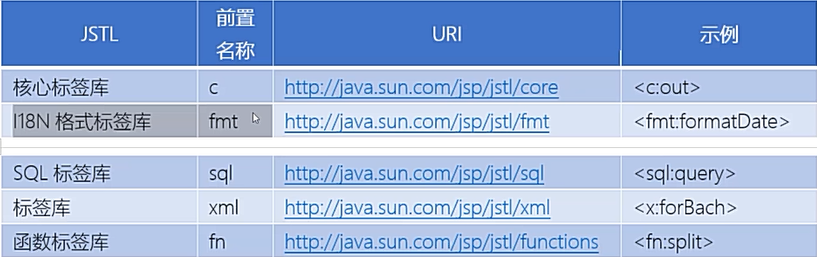 JSTL 前置名称 URI 示例
核心标签库 c http://java.sun.com/jsp/jstl/core <c:out>
I18N 格式标签库 fmt http://java.sun.com/jsp/jstl/fmt <fmt:formatDate>
SQL 标签库 sql http://java.sun.com/jsp/jstl/sql <sql:query>
标签库 xml http://java.sun.com/jsp/jstl/xml <x:forBach>
函数标签库 fn http://java.sun.com/jsp/jstl/functions <fn:split>